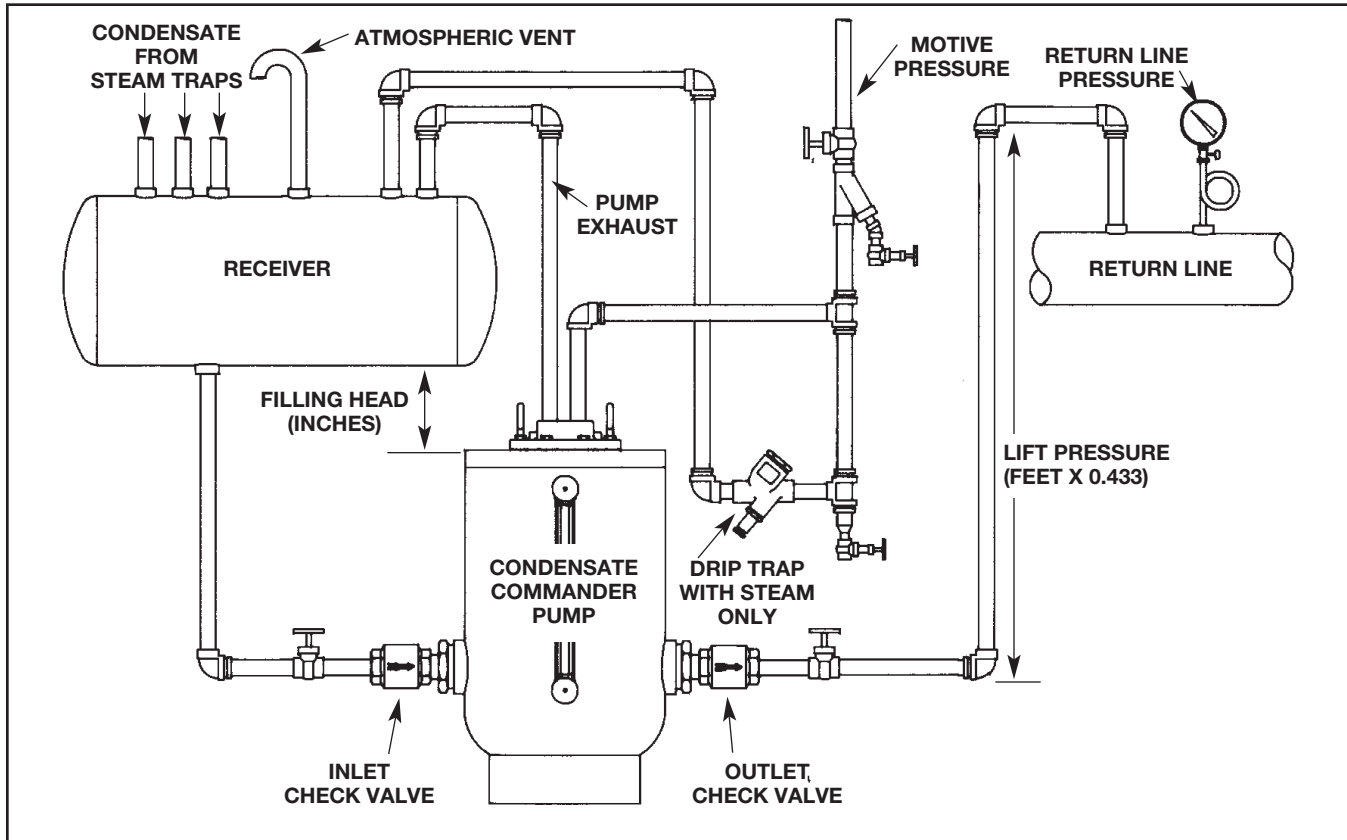 CONDENSATE
FROM
STEAM TRAPS
ATMOSPHERIC VENT
MOTIVE
PRESSURE
RETURN LINE
PRESSURE
PUMP
EXHAUST
RECEIVER
RETURN LINE
FILLING HEAD
(INCHES)
LIFT PRESSURE
(FEET X 0.433)
CONDENSATE
COMMANDER
PUMP
DRIP TRAP
WITH STEAM
ONLY
INLET
CHECK VALVE
OUTLET
CHECK VALVE